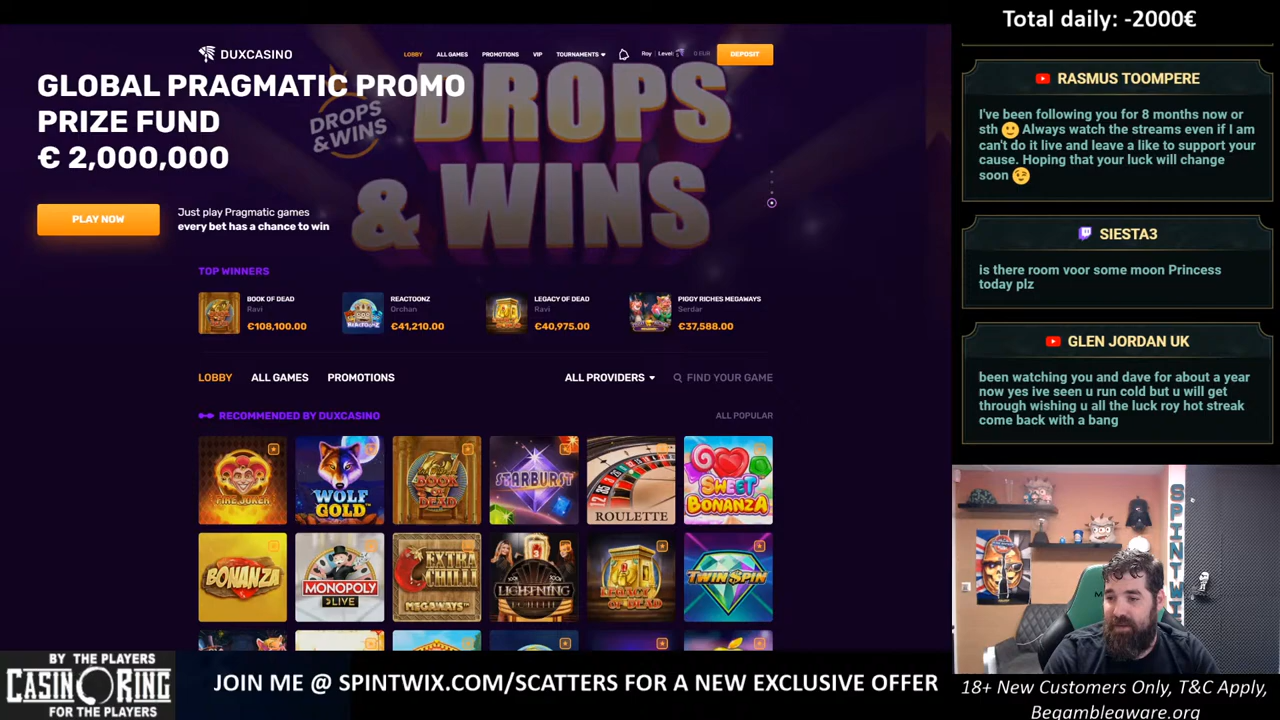 DUXCASINO
LOBBY ALL GAMES PROMOTIONS VIP TOURNAMENTS Roy Level: 0 EUR DEPOSIT
GLOBAL PRAGMATIC PROMO
PRIZE FUND
€ 2,000,000
DROPS
& WINS
DROPS
& WINS
PLAY NOW
Just play Pragmatic games
every bet has a chance to win
TOP WINNERS
BOOK OF DEAD
Ravi
€108,100.00
REACTOONZ
Orchan
€41,210.00
LEGACY OF DEAD
Ravi
€40,975.00
PIGGY RICHES MEGAWAYS
Serdar
€37,588.00
LOBBY ALL GAMES PROMOTIONS ALL PROVIDERS FIND YOUR GAME
RECOMMENDED BY DUXCASINO ALL POPULAR
FIRE JOKER
WOLF
GOLD
BOOK
OF DEAD
STARBURST
ROULETTE
SWEET
BONANZA
BONANZA
MONOPOLY
LIVE
EXTRA
CHILLI
MEGAWAYS™
LIGHTNING
ROULETTE
LEGACY
OF DEAD
TWIN SPIN
Total daily: -2000€
RASMUS TOOMPERE
I've been following you for 8 months now or
sth 🙂 Always watch the streams even if I am
can't do it live and leave a like to support your
cause. Hoping that your luck will change
soon 😉
SIESTA3
is there room voor some moon Princess
today plz
GLEN JORDAN UK
been watching you and dave for about a year
now yes ive seen u run cold but u will get
through wishing u all the luck roy hot streak
come back with a bang
SPINTWI
BY THE PLAYERS
CASINORING
FOR THE PLAYERS
JOIN ME @ SPINTWIX.COM/SCATTERS FOR A NEW EXCLUSIVE OFFER
18+ New Customers Only, T&C Apply,
Begambleaware.org